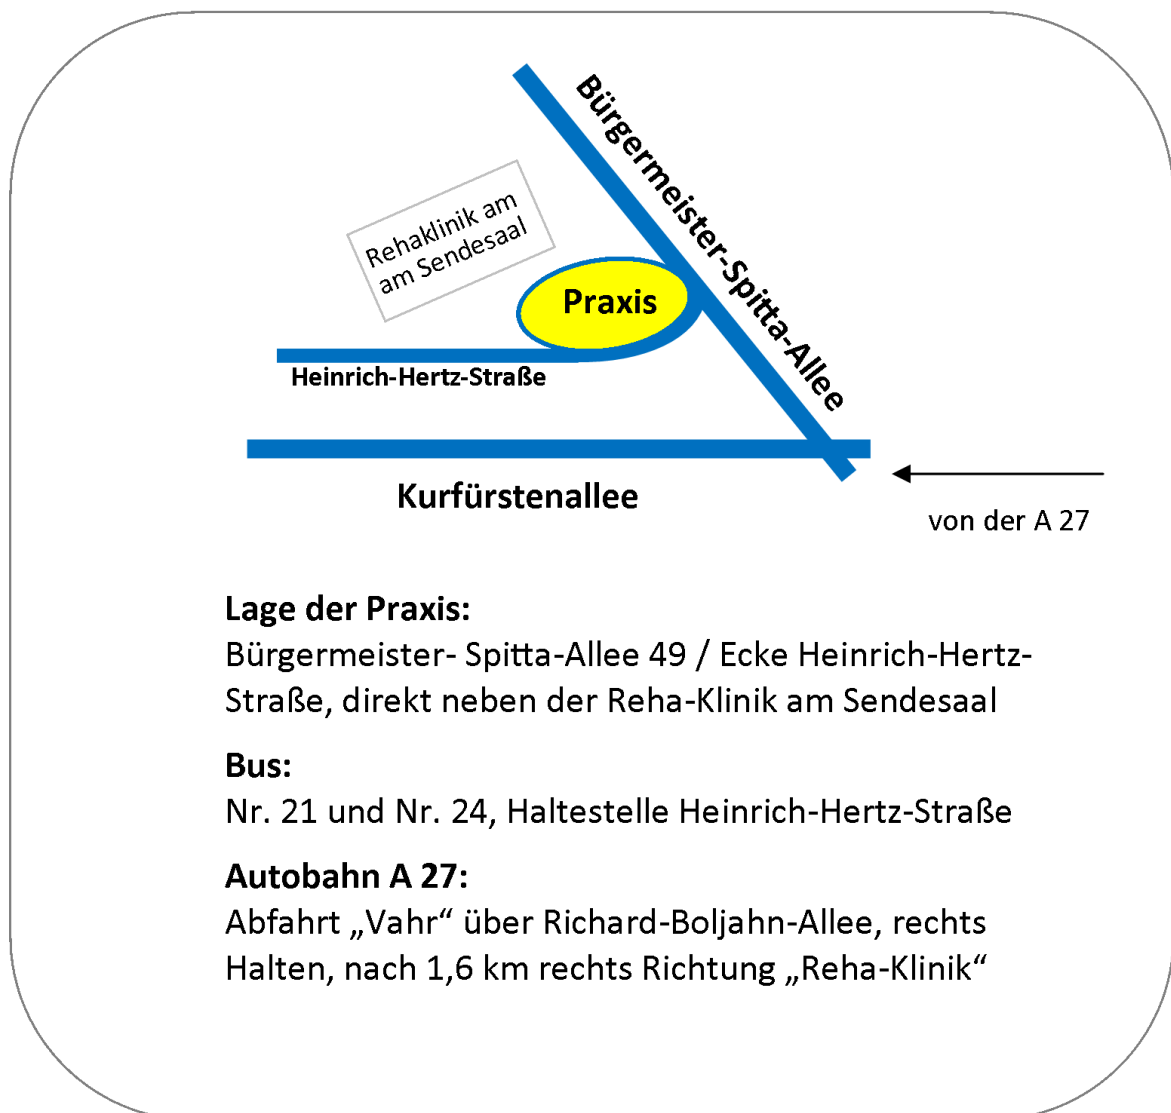 Bürgermeister-Spitta-Allee
Rehaklinik am
am Sendesaal
Praxis
Heinrich-Hertz-Straße
Kurfürstenallee
von der A 27
Lage der Praxis:
Bürgermeister- Spitta-Allee 49 / Ecke Heinrich-Hertz-
Straße, direkt neben der Reha-Klinik am Sendesaal
Bus:
Nr. 21 und Nr. 24, Haltestelle Heinrich-Hertz-Straße
Autobahn A 27:
Abfahrt „Vahr“ über Richard-Boljahn-Allee, rechts
Halten, nach 1,6 km rechts Richtung „Reha-Klinik“